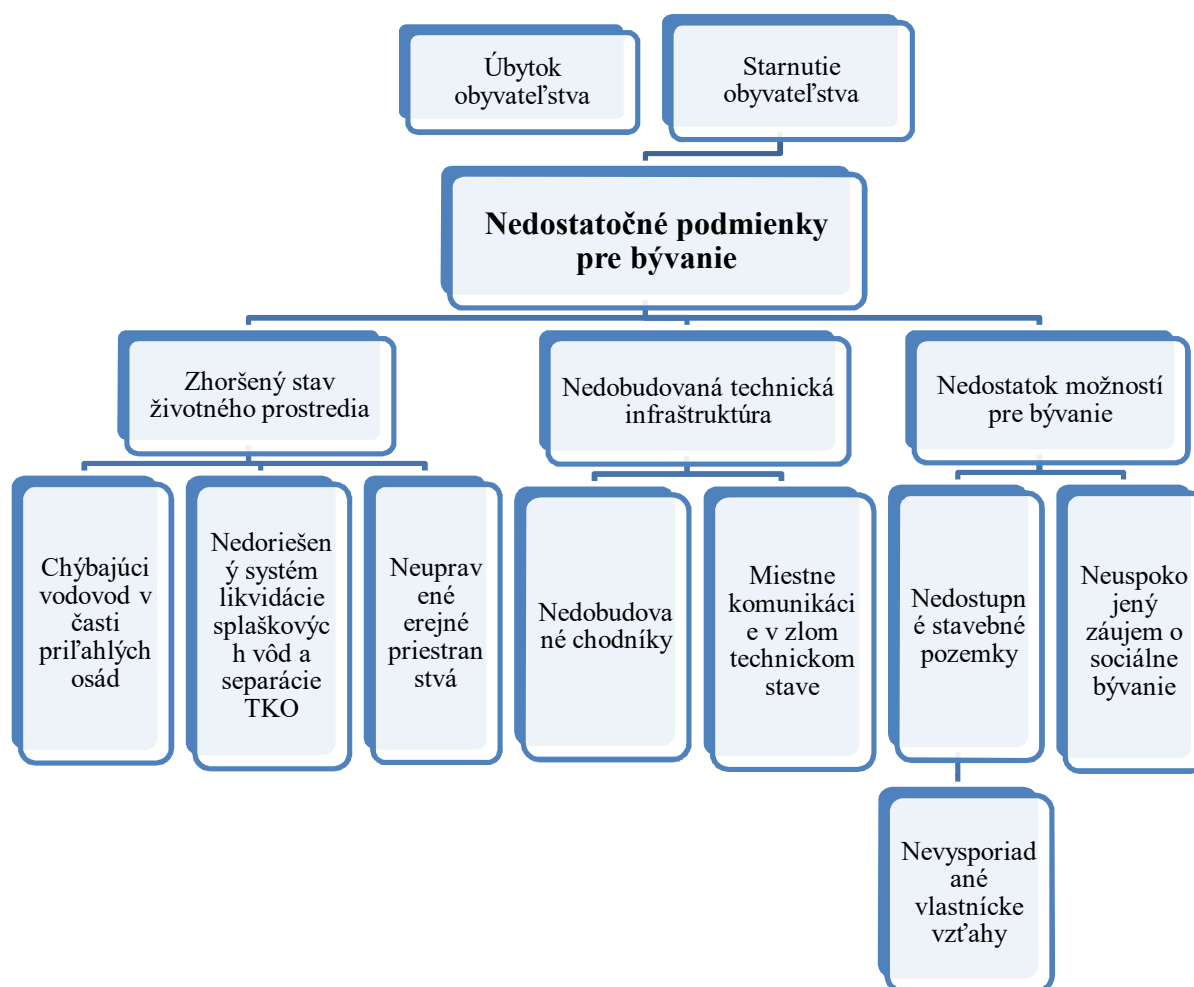 Úbytok
obyvateľstva
Starnutie
obyvateľstva
Nedostatočné podmienky
pre bývanie
Zhoršený stav
životného prostredia
Nedobudovaná technická
infraštruktúra
Nedostatok možností
pre bývanie
Chýbajúci
vodovod v
časti
priľahlých
osád
Nedoriešen
ý systém
likvidácie
splaškovýc
h vôd a
separácie
TKO
Neuprav
ené
erejné
priestran
stvá
Nedobudova
né chodníky
Miestne
komunikáci
e v zlom
technickom
stave
Nedostupn
é stavebné
pozemky
Neuspoko
jený
záujem o
sociálne
bývanie
Nevysporiad
ané
vlastnícke
vzťahy